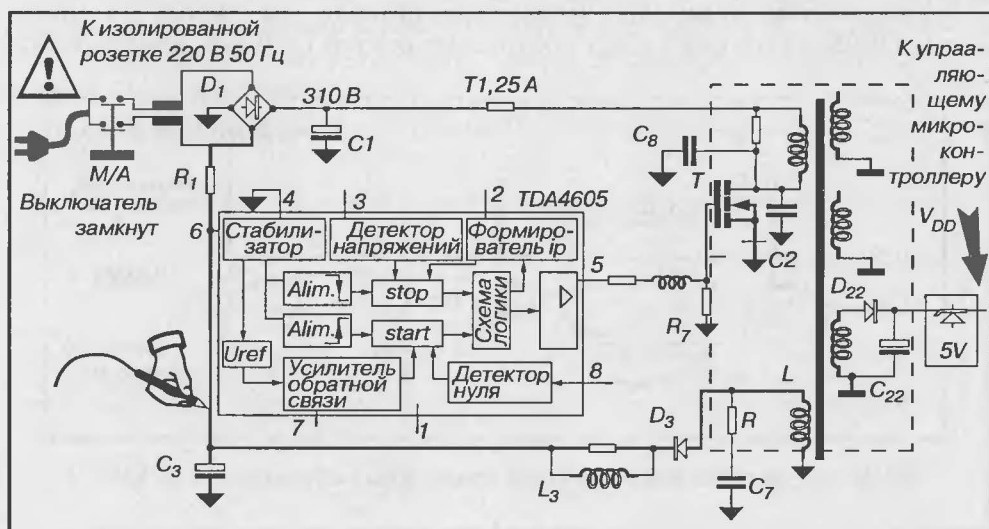 К изолированной
розетке 220 В 50 Гц
D1
310 В
C1
T1,25 A
К упраа-
ляю-
щему
микро-
кон-
троллеру
C8
T
C2
VDD
M/A
Выключатель
замкнут
R1
6
4
3
2
TDA4605
Стабили-
затор
Детектор
напряжений
Формиро-
ватель ip
Alim.
stop
Alim.
start
Схема
логики
5
R7
Uref
Усилитель
обратной
связи
Детектор
нуля
8
7
1
D22
5V
C22
L
D3
R
C3
L3
C7